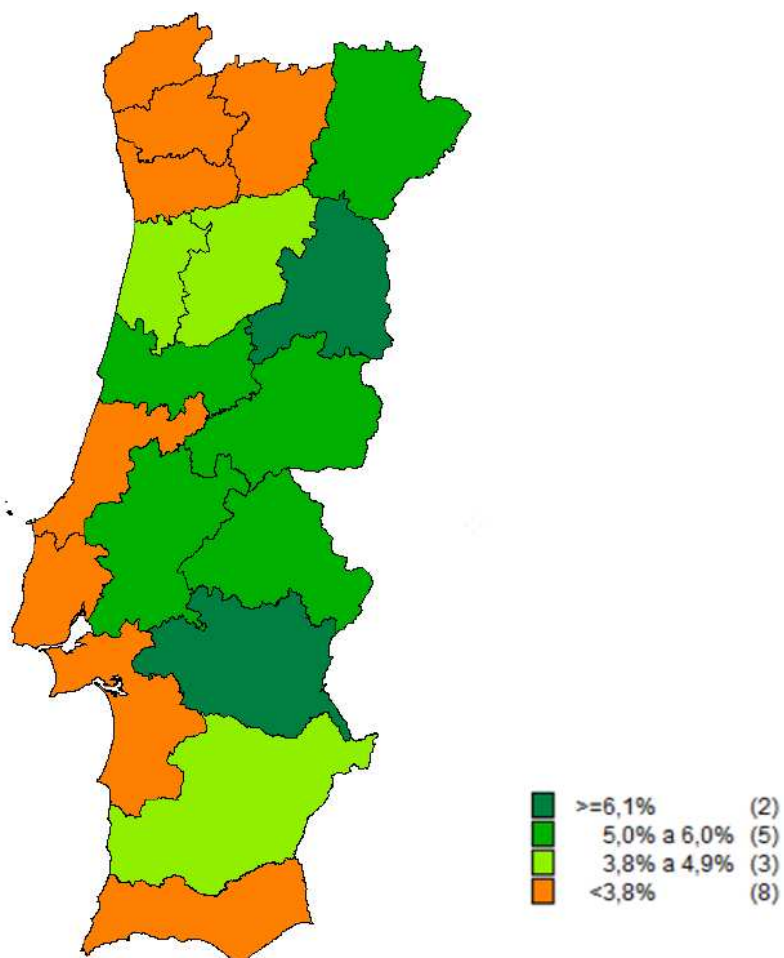 >=6,1% (2)
5,0% a 6,0% (5)
3,8% a 4,9% (3)
<3,8% (8)